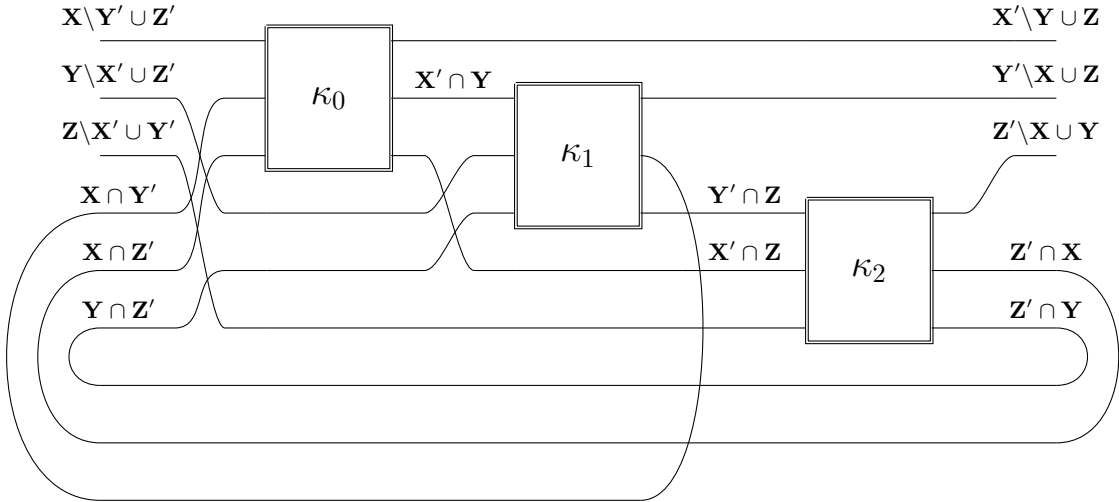 X\Y′ ∪ Z′
X′\Y ∪ Z
Y\X′ ∪ Z′
κ₀
X′ ∩ Y
Y′\X ∪ Z
Z\X′ ∪ Y′
κ₁
Z′\X ∪ Y
X ∩ Y′
Y′ ∩ Z
X ∩ Z′
X′ ∩ Z
κ₂
Z′ ∩ X
Y ∩ Z′
Z′ ∩ Y